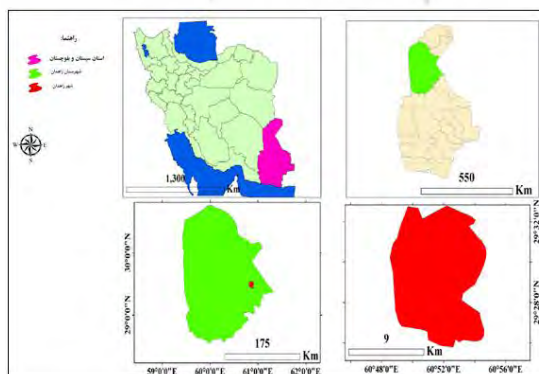 راهنما
استان سیستان و بلوچستان
شهرستان زاهدان
شهر زاهدان
N
W
E
S
1,300
Km
550
Km
30°0'0"N
29°0'0"N
175
Km
59°0'0"E
60°0'0"E
61°0'0"E
62°0'0"E
29°32'0"N
29°28'0"N
9
Km
60°48'0"E
60°52'0"E
60°56'0"E